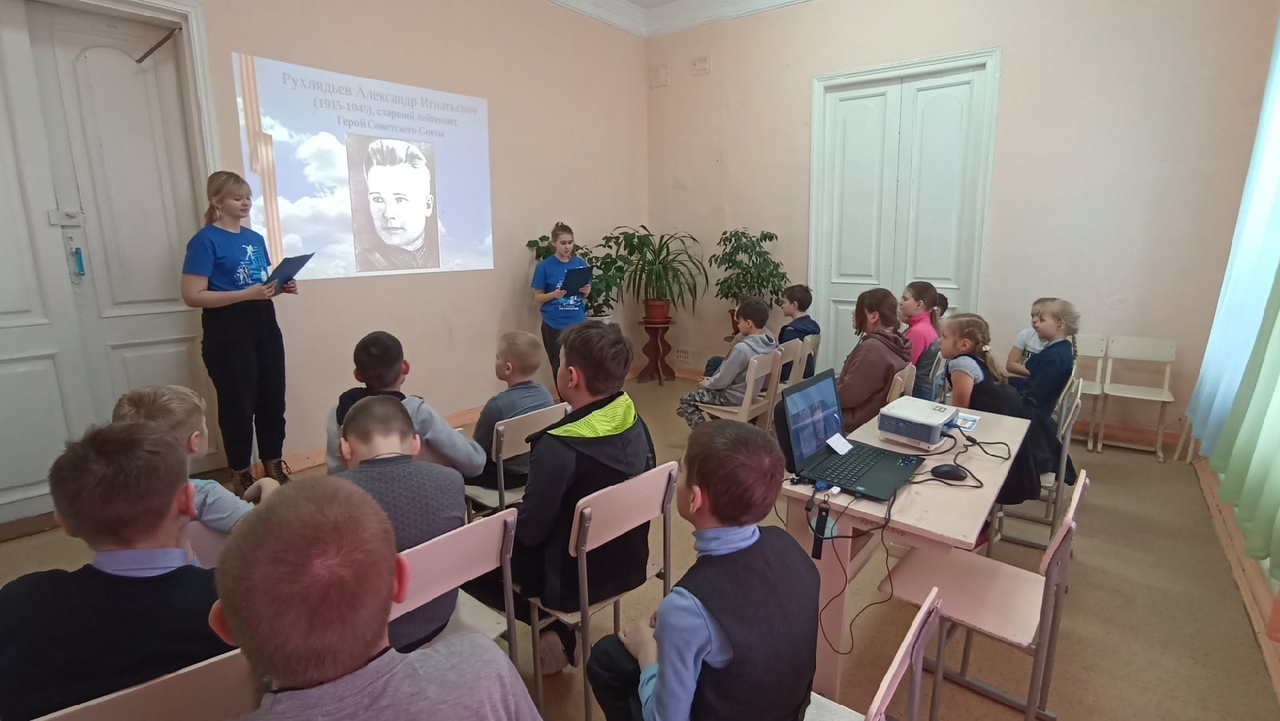 Рухлядьев Александр Игнатьевич
(1915-1945), старший лейтенант.
Герой Советского Союза